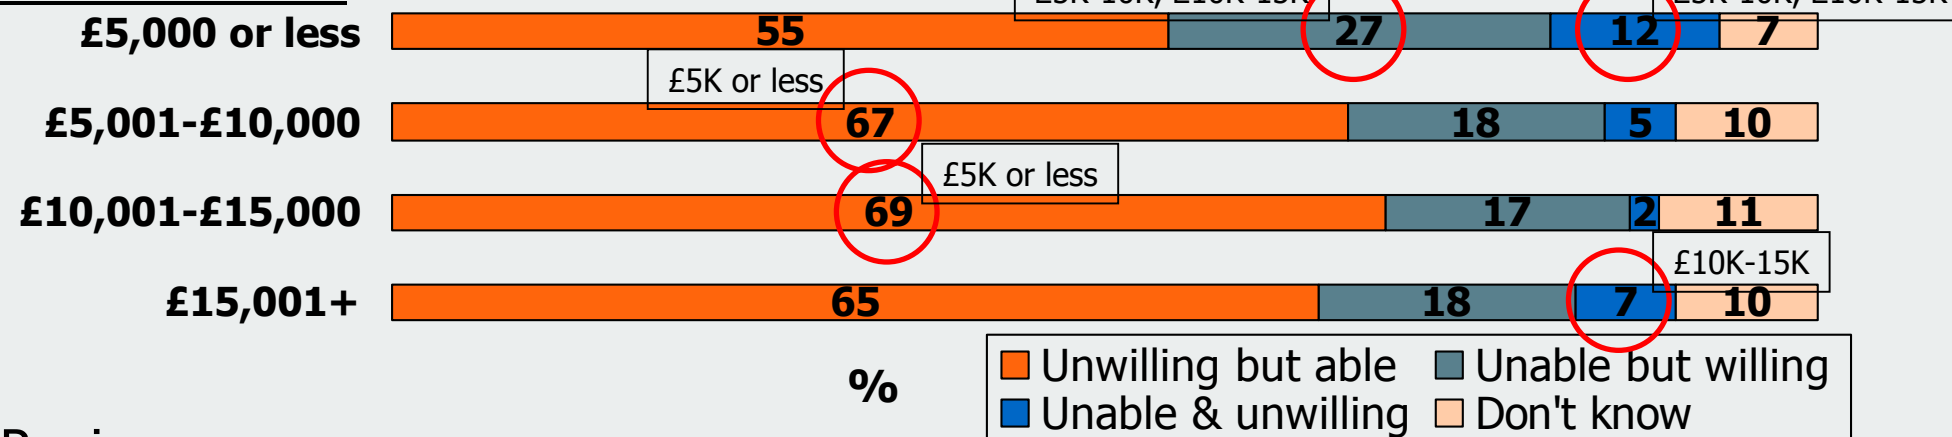 £5,000 or less 55 27 12 7
£5K or less
£5,001-£10,000 67 18 5 10
£5K or less
£10,001-£15,000 69 17 2 11
£10K-15K
£15,001+ 65 18 7 10
%
Unwilling but able Unable but willing
Unable & unwilling Don't know